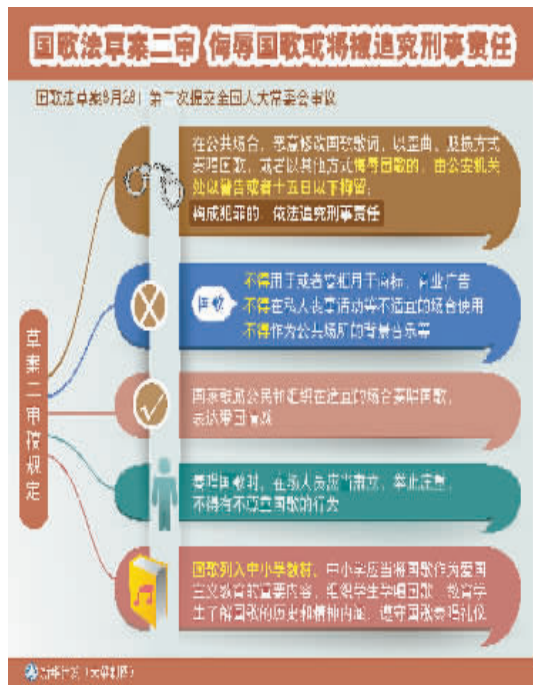 国歌法草案二审 侮辱国歌或将被追究刑事责任
国歌法草案8月28日第二次提交全国人大常委会审议
在公共场合，恶意修改国歌歌词，以歪曲、贬损方式
奏唱国歌，或者以其他方式侮辱国歌的，由公安机关
处以警告或者十五日以下拘留；
构成犯罪的，依法追究刑事责任
国歌
不得用于或者变相用于商标、商业广告
不得在私人丧事活动等不适宜的场合使用
不得作为公共场所的背景音乐等
草案二审稿规定
国家鼓励公民和组织在适宜的场合奏唱国歌，
表达爱国情感
奏唱国歌时，在场人员应当肃立，举止庄重，
不得有不尊重国歌的行为
国歌列入中小学教材。中小学应当将国歌作为爱国
主义教育的重要内容，组织学生学唱国歌，教育学
生了解国歌的历史和精神内涵、遵守国歌奏唱礼仪
新华社发（大巢制图）